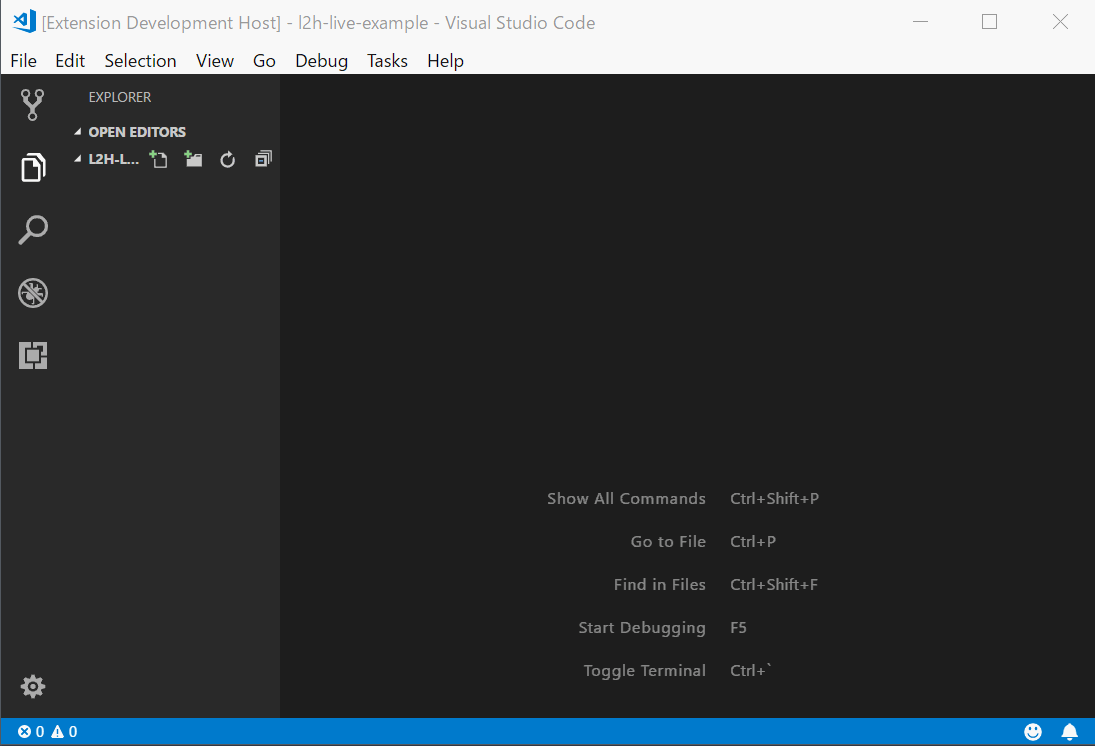 [Extension Development Host] - l2h-live-example - Visual Studio Code
File Edit Selection View Go Debug Tasks Help
EXPLORER
OPEN EDITORS
L2H-L...
Show All Commands Ctrl+Shift+P
Go to File Ctrl+P
Find in Files Ctrl+Shift+F
Start Debugging F5
Toggle Terminal Ctrl+`
0 0